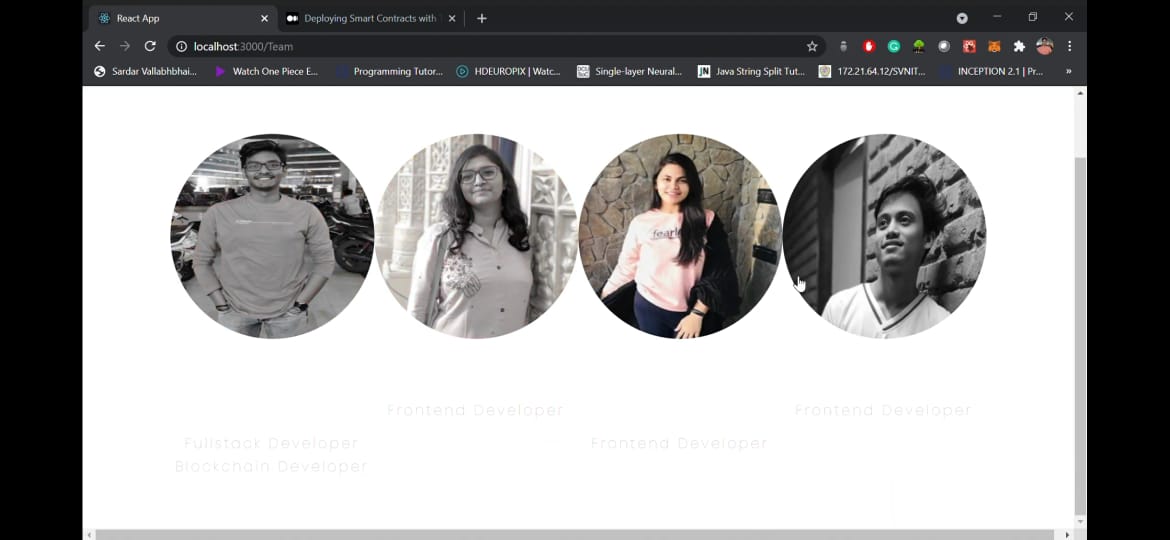 React App
Deploying Smart Contracts with
localhost:3000/Team
Sardar Vallabhbhai...
Watch One Piece E...
Programming Tutor...
HDEUROPIX | Watc...
Single-layer Neural...
Java String Split Tut...
172.21.64.12/SVNIT...
INCEPTION 2.1 | Pr...
»
Frontend Developer
Frontend Developer
Fullstack Developer
Frontend Developer
Blockchain Developer